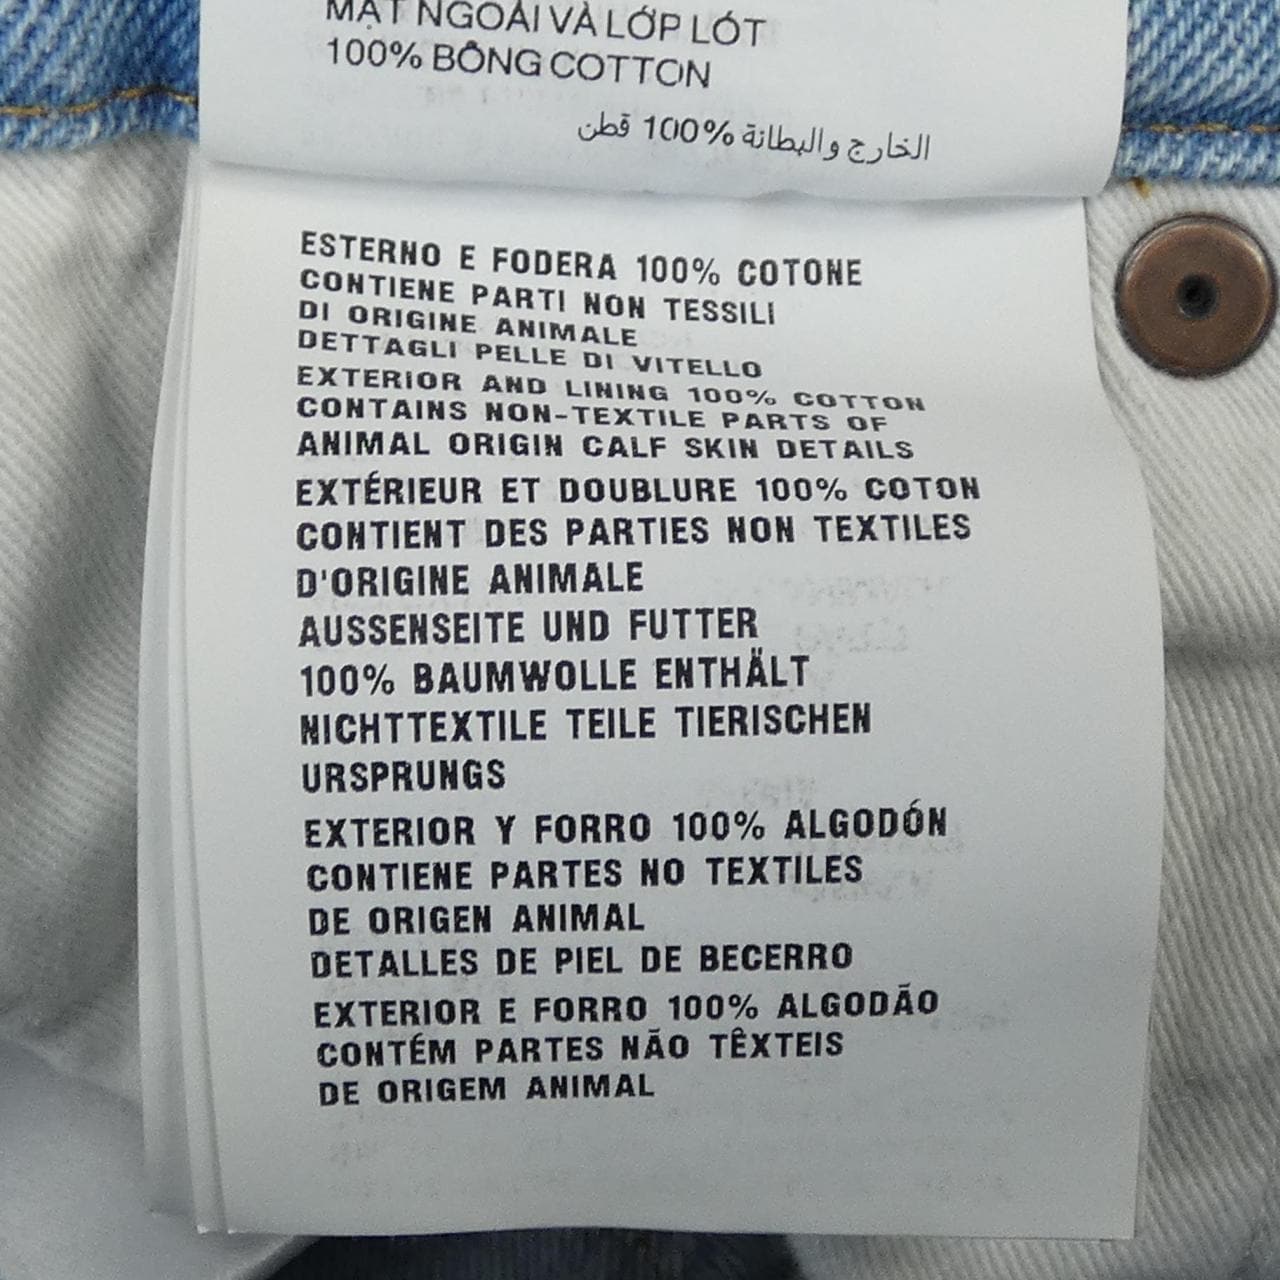 MẶT NGOÀI VÀ LỚP LÓT
100% BÔNG COTTON
الخارج والبطانة 100% قطن
ESTERNO E FODERA 100% COTONE
CONTIENE PARTI NON TESSILI
DI ORIGINE ANIMALE
DETTAGLI PELLE DI VITELLO
EXTERIOR AND LINING 100% COTTON
CONTAINS NON-TEXTILE PARTS OF
ANIMAL ORIGIN CALF SKIN DETAILS
EXTÉRIEUR ET DOUBLURE 100% COTON
CONTIENT DES PARTIES NON TEXTILES
D'ORIGINE ANIMALE
AUSSENSEITE UND FUTTER
100% BAUMWOLLE ENTHÄLT
NICHTTEXTILE TEILE TIERISCHEN
URSPRUNGS
EXTERIOR Y FORRO 100% ALGODÓN
CONTIENE PARTES NO TEXTILES
DE ORIGEN ANIMAL
DETALLES DE PIEL DE BECERRO
EXTERIOR E FORRO 100% ALGODÃO
CONTÉM PARTES NÃO TÊXTEIS
DE ORIGEM ANIMAL